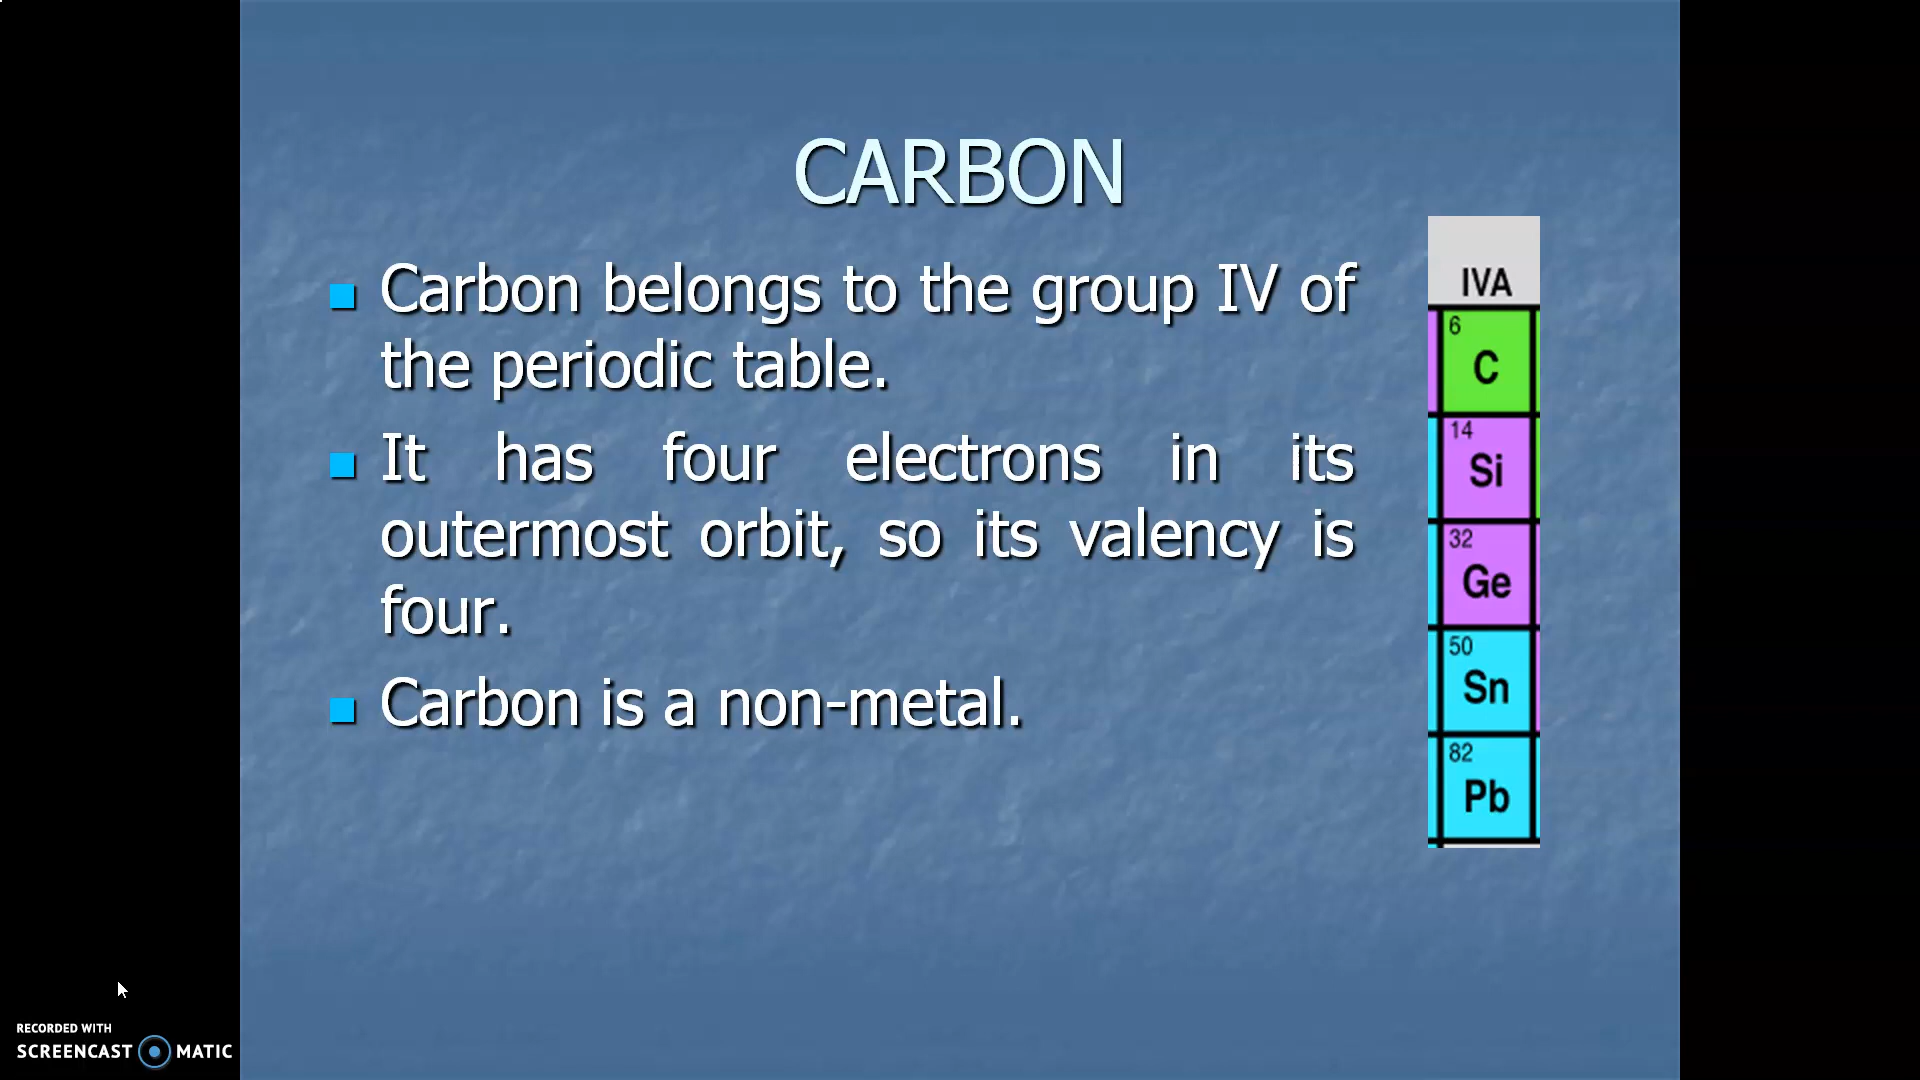 CARBON
Carbon belongs to the group IV of
the periodic table.
It has four electrons in its
outermost orbit, so its valency is
four.
Carbon is a non-metal.
IVA
6
C
14
Si
32
Ge
50
Sn
82
Pb
RECORDED WITH
SCREENCAST MATIC